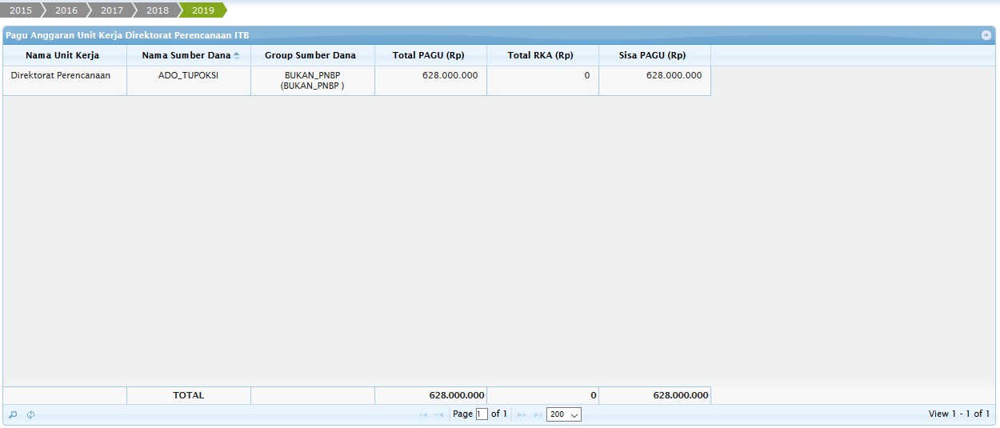 2015 2016 2017 2018 2019
Pagu Anggaran Unit Kerja Direktorat Perencanaan ITB
Nama Unit Kerja Nama Sumber Dana Group Sumber Dana Total PAGU (Rp) Total RKA (Rp) Sisa PAGU (Rp)
Direktorat Perencanaan ADO_TUPOKSI BUKAN_PNBP 628.000.000 0 628.000.000
(BUKAN_PNBP )
TOTAL 628.000.000 0 628.000.000
Page 1 of 1 200 View 1 - 1 of 1